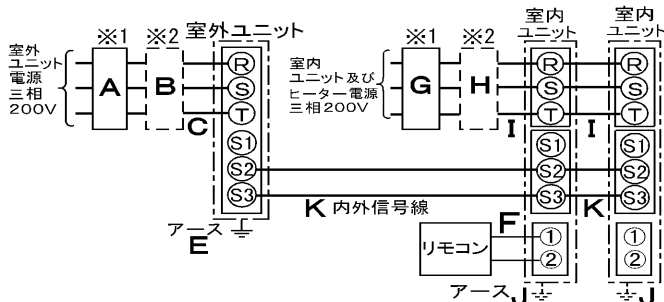 ※1 ※2 室外ユニット
室外
ユニット
電源
三相
200V
A B C
R
S
T
S1
S2
S3
アース
E
K 内外信号線
※1 ※2
室内
ユニット及び
ヒーター電源
三相200V
G H
室内
ユニット
室内
ユニット
I I
R
S
T
S1
S2
S3
R
S
T
S1
S2
S3
F K
リモコン
①
②
①
②
アース J J